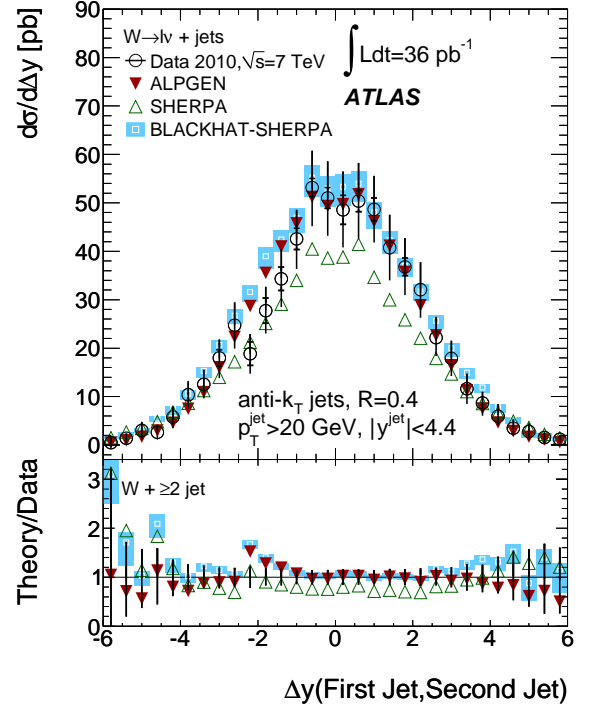 dσ/dΔy [pb]
90
80
70
60
50
40
30
20
10
0
W→lν + jets
Data 2010,√s=7 TeV
ALPGEN
SHERPA
BLACKHAT-SHERPA
∫ Ldt=36 pb⁻¹
ATLAS
anti-k_T jets, R=0.4
p_T^jet>20 GeV, |y^jet|<4.4
Theory/Data
3
2
1
0
W + ≥2 jet
-6 -4 -2 0 2 4 6
Δy(First Jet,Second Jet)